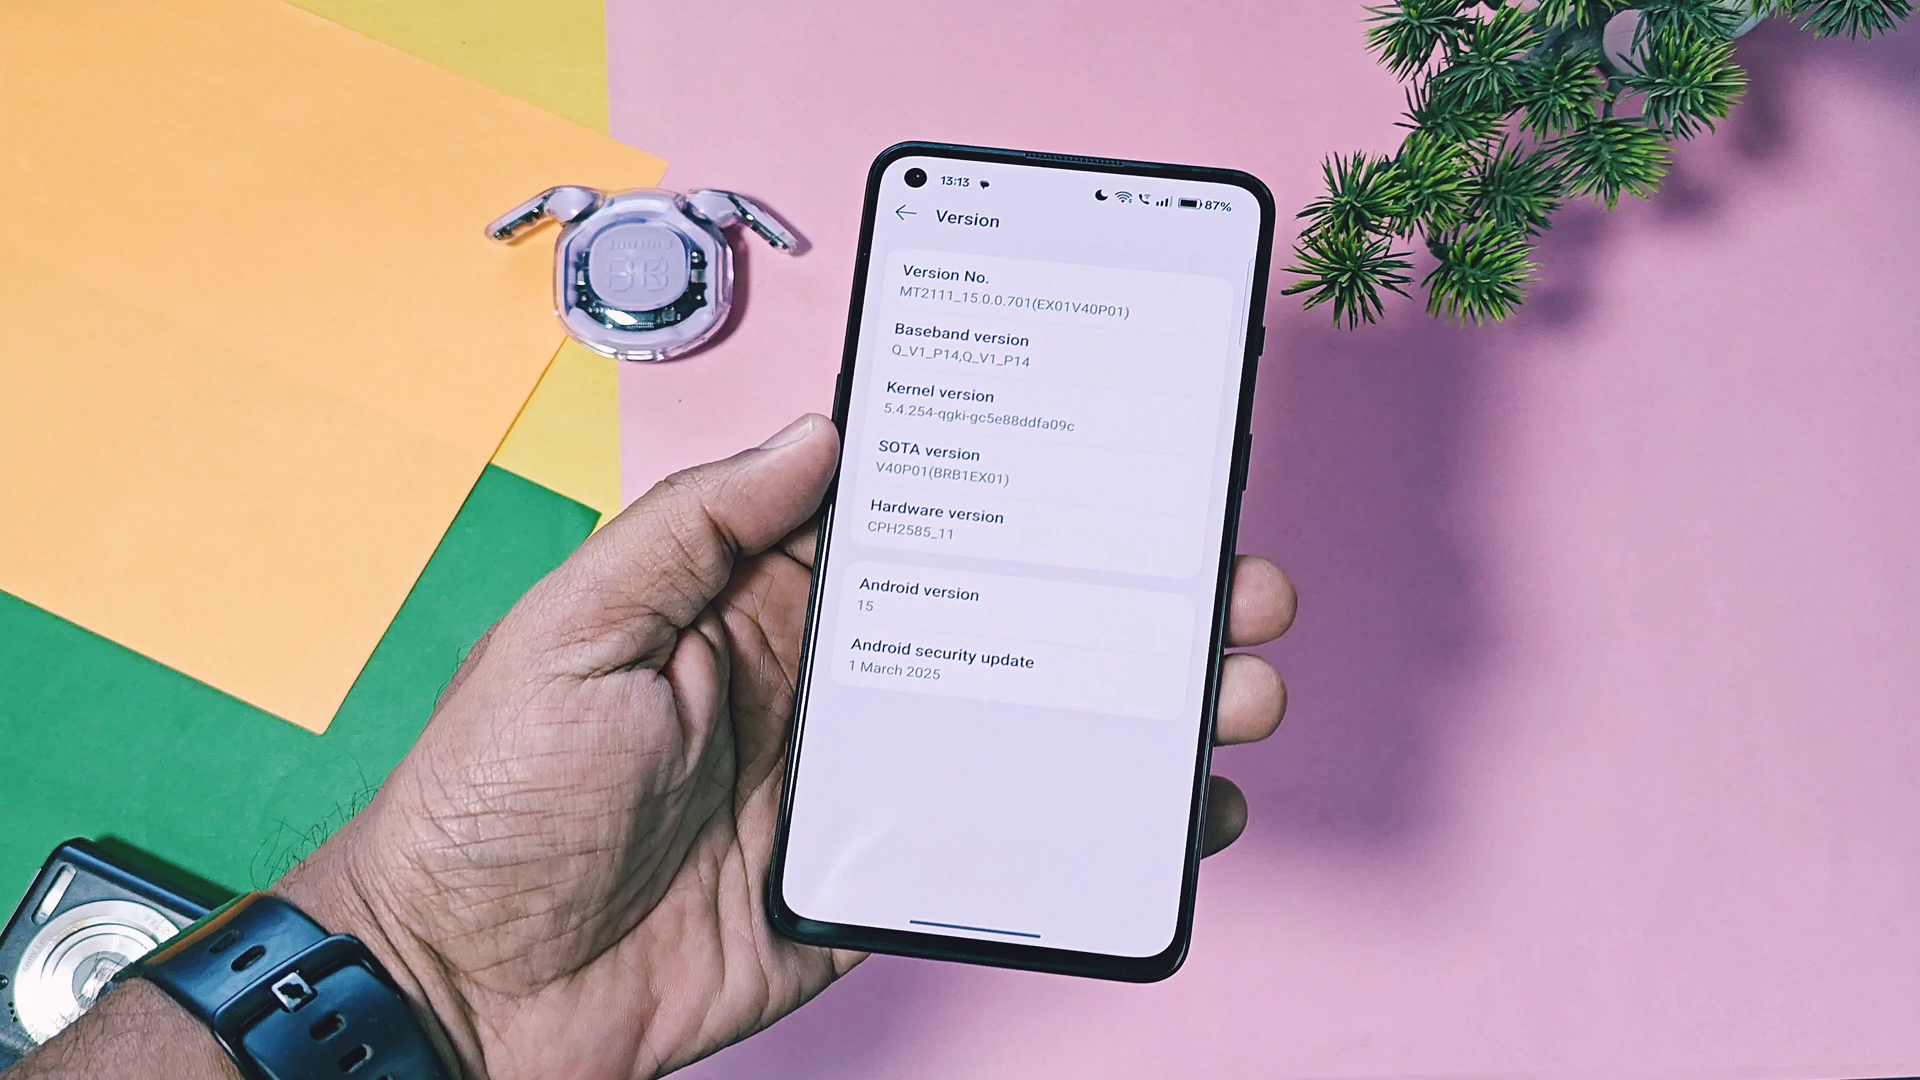 13:13
87%
Version
Version No.
MT2111_15.0.0.701(EX01V40P01)
Baseband version
Q_V1_P14,Q_V1_P14
Kernel version
5.4.254-qgki-gc5e88ddfa09c
SOTA version
V40P01(BRB1EX01)
Hardware version
CPH2585_11
Android version
15
Android security update
1 March 2025